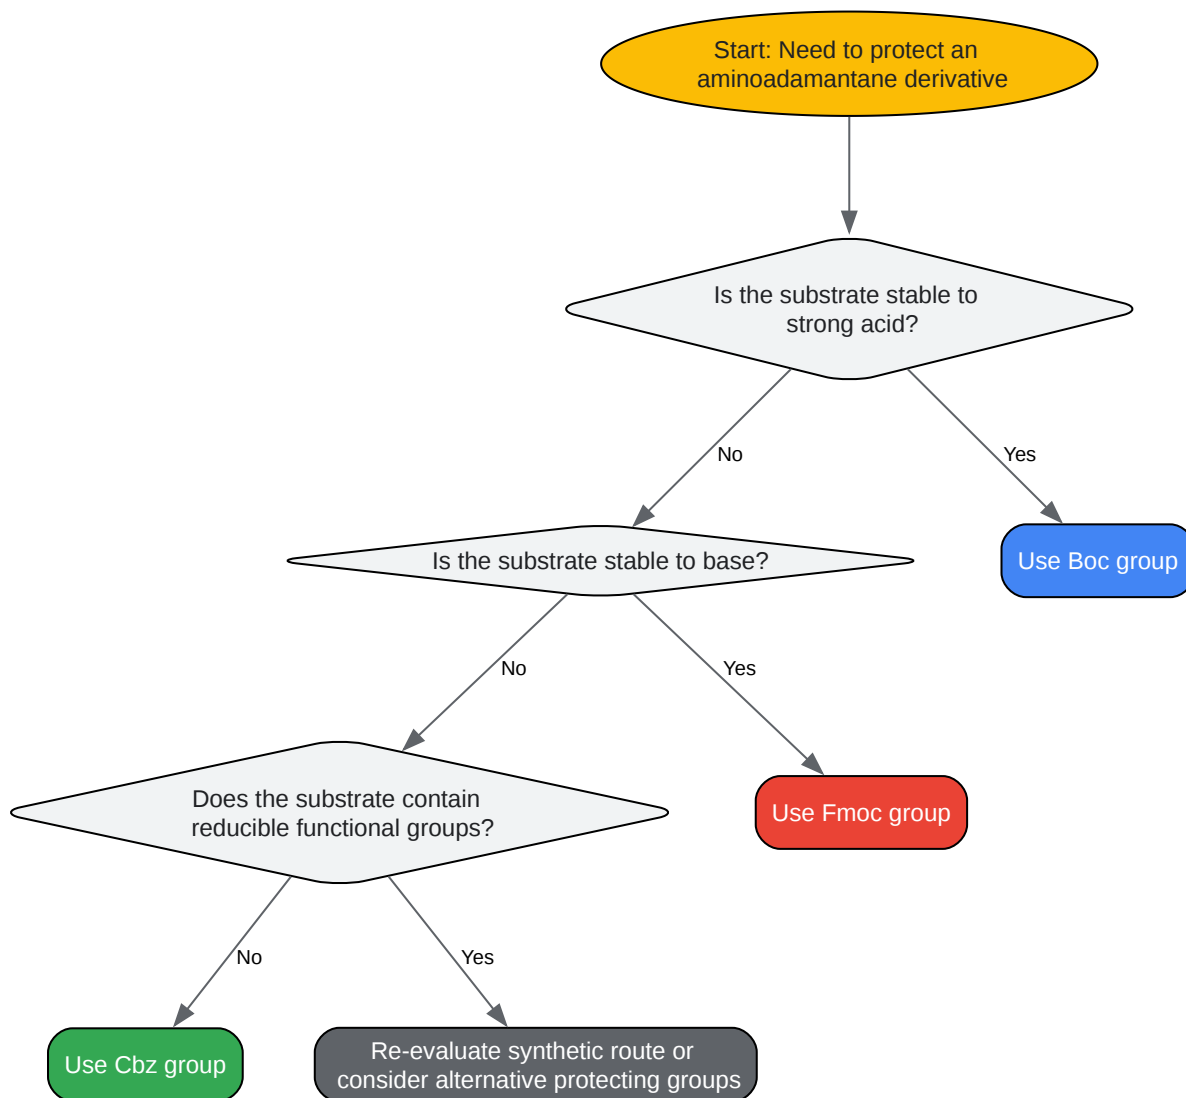 Start: Need to protect an
aminoadamantane derivative
Is the substrate stable to
strong acid?
No
Yes
Is the substrate stable to base?
Use Boc group
No
Yes
Does the substrate contain
reducible functional groups?
Use Fmoc group
No
Yes
Use Cbz group
Re-evaluate synthetic route or
consider alternative protecting groups